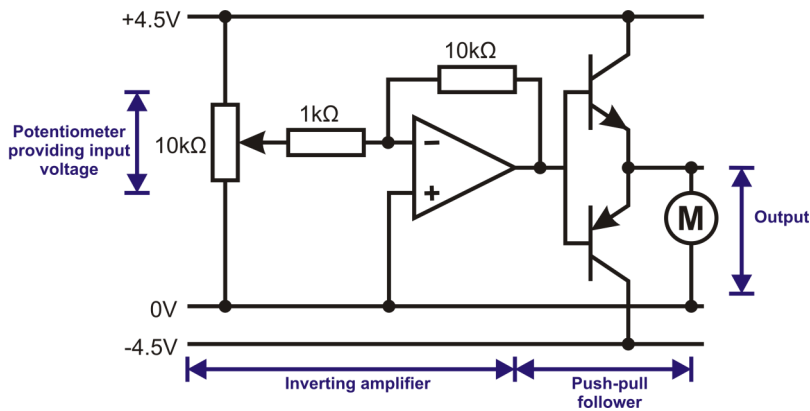 +4.5V
10kΩ
1kΩ
Potentiometer
providing input
voltage
10kΩ
−
+
M
Output
0V
-4.5V
Inverting amplifier
Push-pull
follower